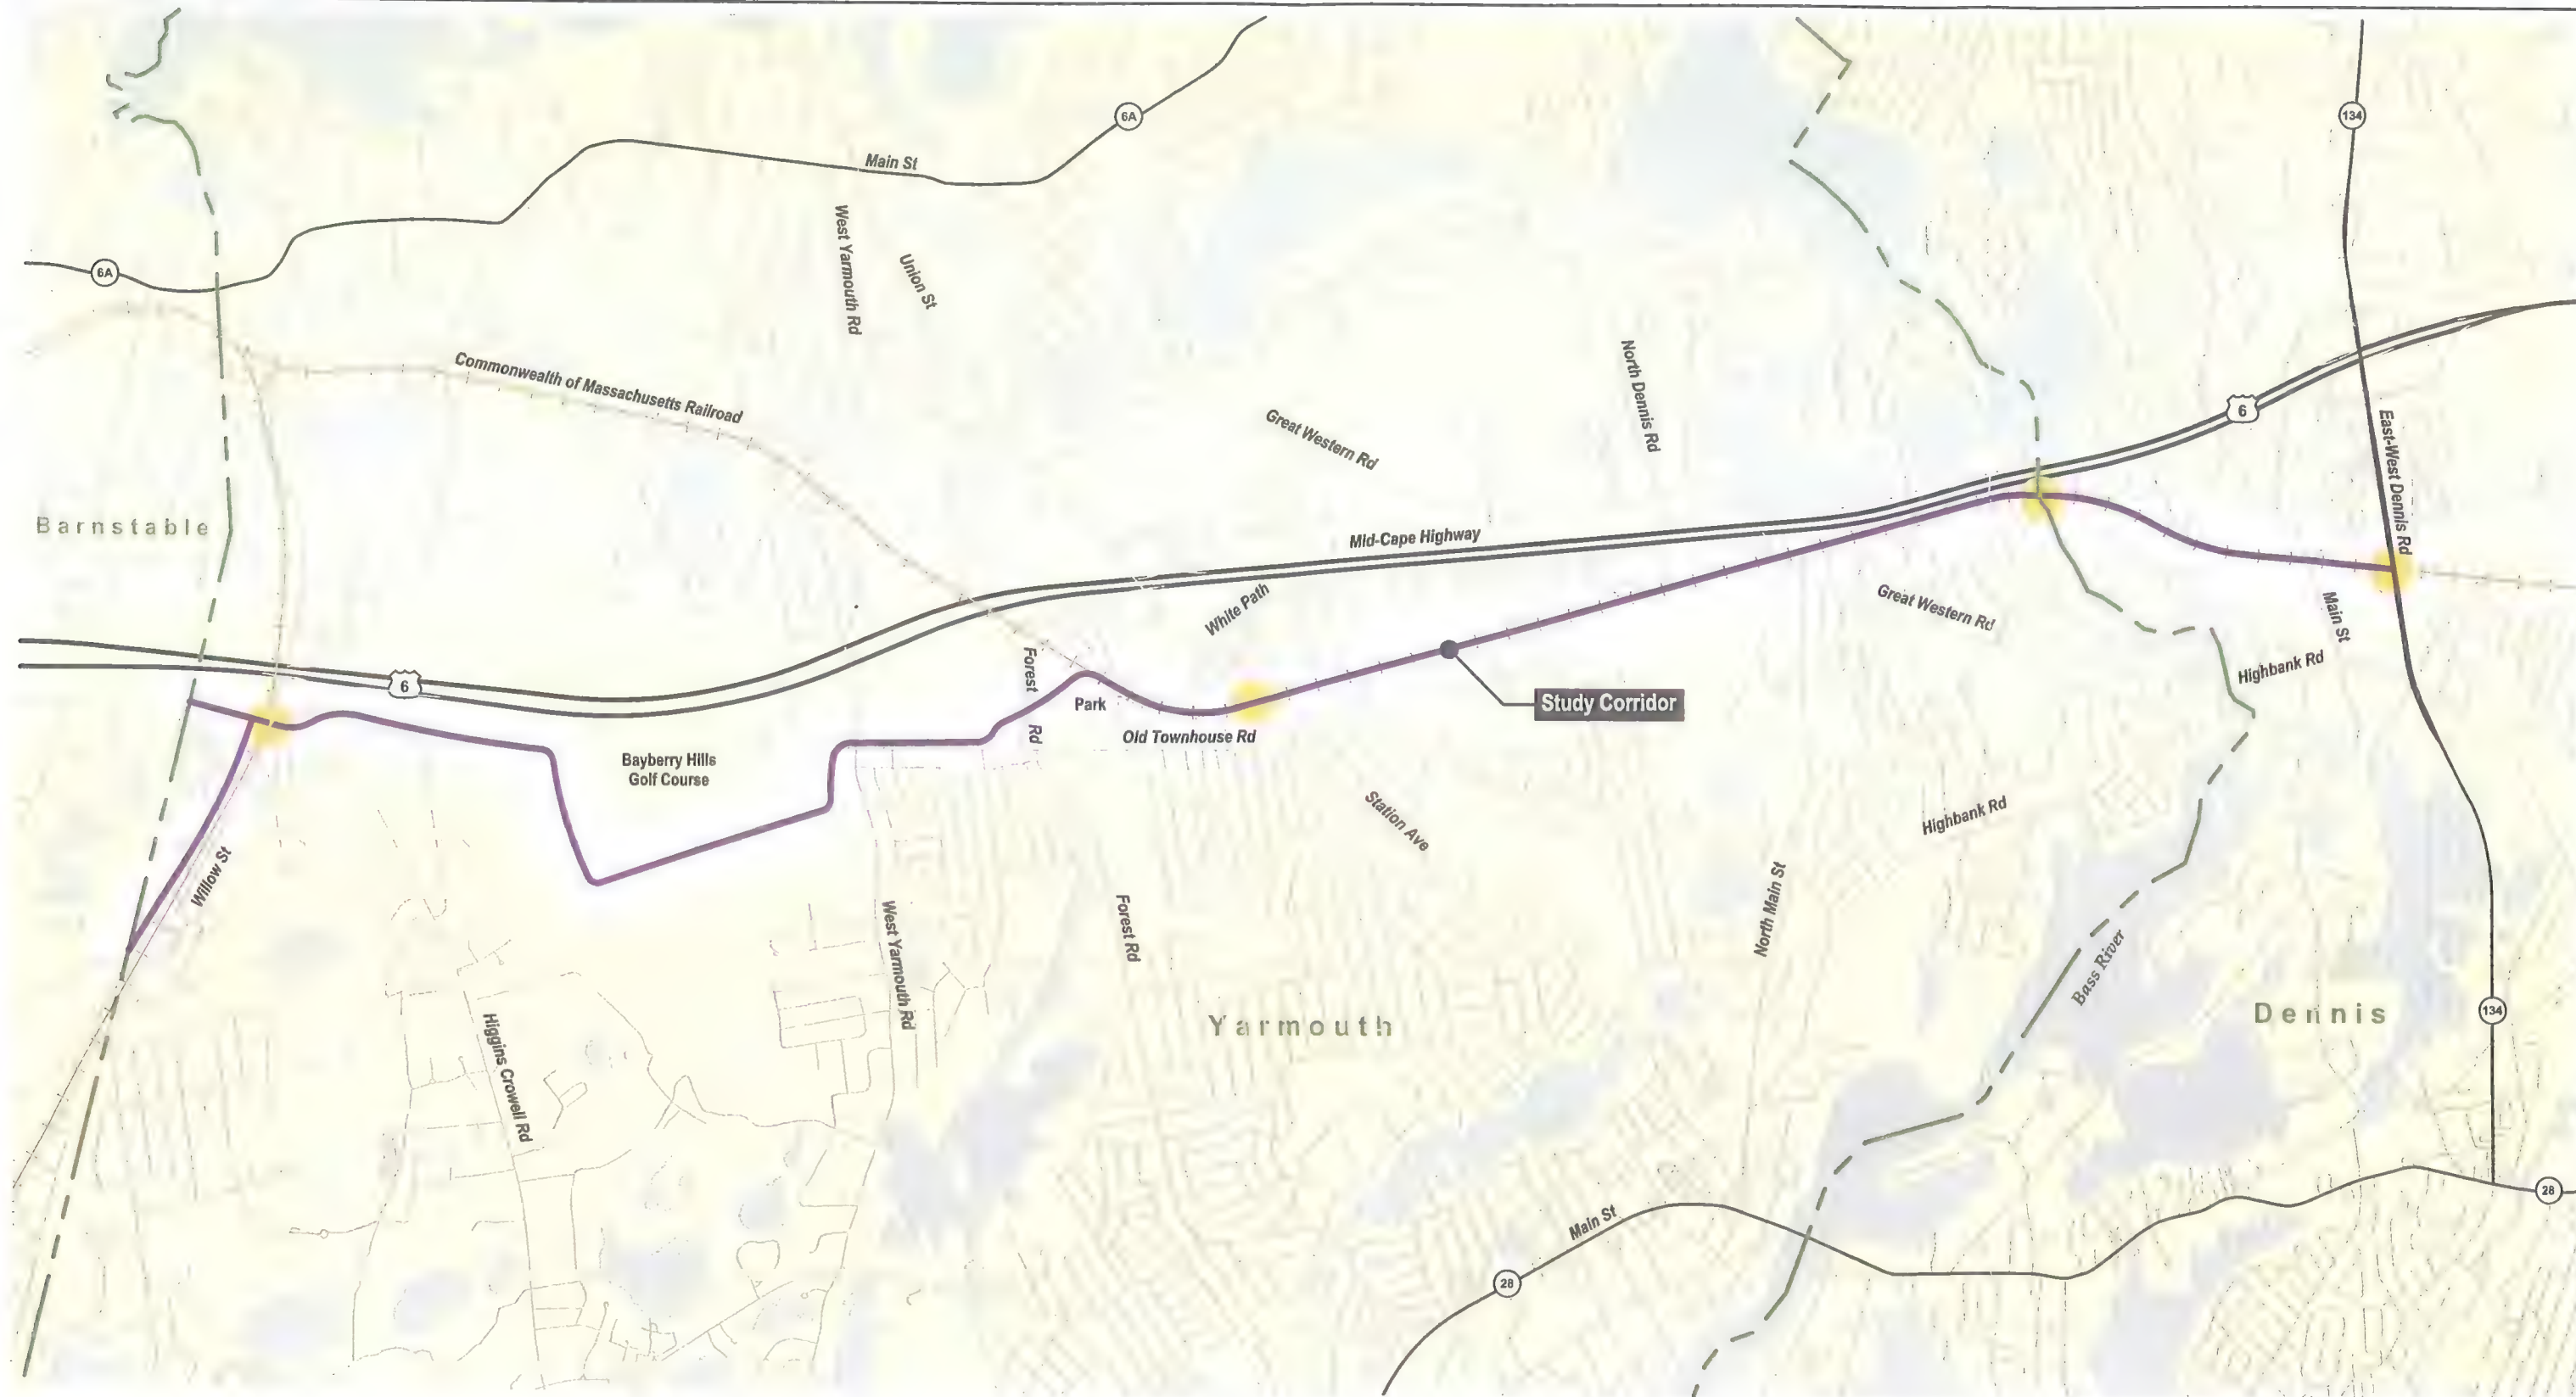 134
6A
Main St
West Yarmouth Rd
Union St
6A
North Dennis Rd
Commonwealth of Massachusetts Railroad
6
Great Western Rd
East-West Dennis Rd
Barnstable
Mid-Cape Highway
White Path
Great Western Rd
Main St
Highbank Rd
6
Forest
Rd
Park
Study Corridor
Old Townhouse Rd
Bayberry Hills
Golf Course
Station Ave
Highbank Rd
Willow St
North Main St
Forest Rd
West Yarmouth Rd
Bass River
Yarmouth
Dennis
134
Higgins Crowell Rd
28
Main St
28